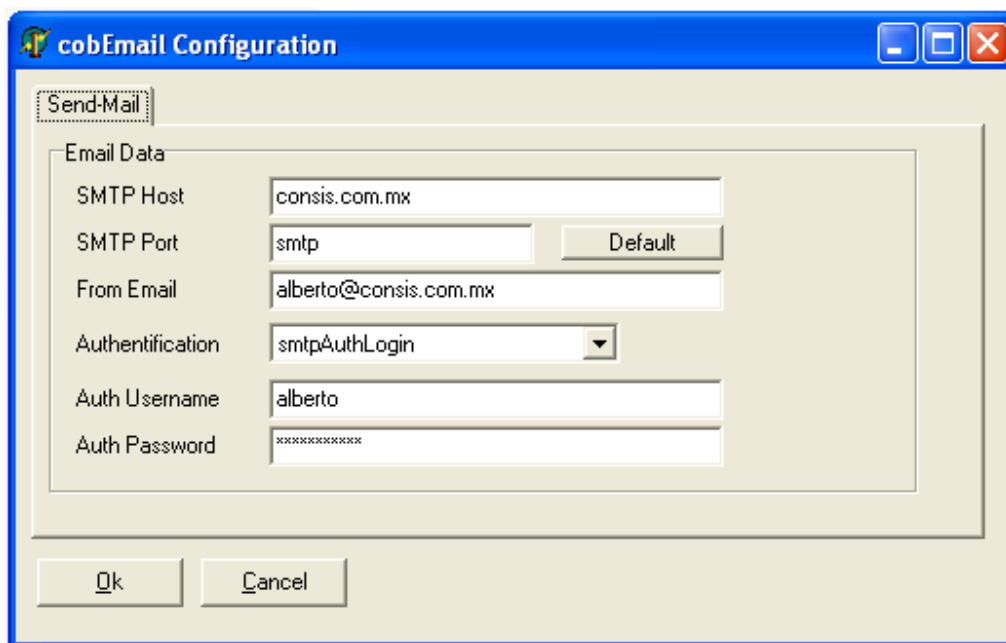 cobEmail Configuration
Send-Mail
Email Data
SMTP Host consis.com.mx
SMTP Port smtp Default
From Email alberto@consis.com.mx
Authentification smtpAuthLogin
Auth Username alberto
Auth Password ***********
Ok Cancel